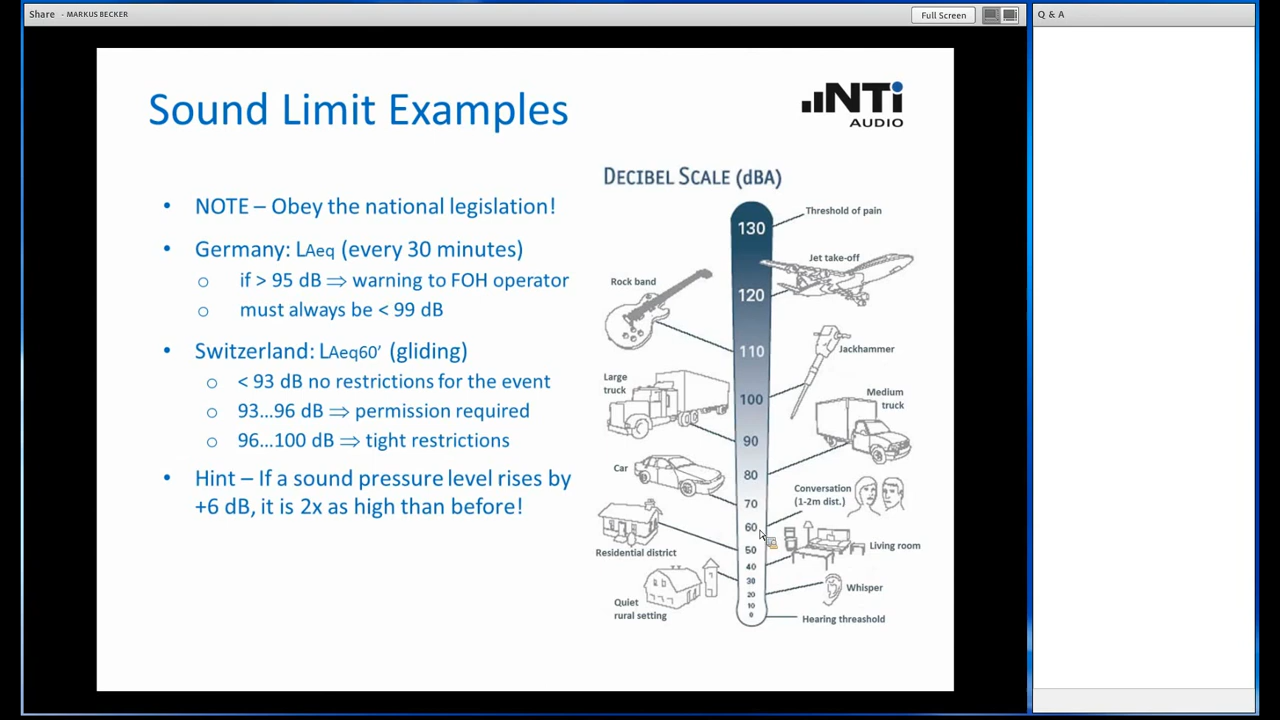 Share - MARKUS BECKER
Full Screen
Q & A
Sound Limit Examples
NTi
AUDIO
• NOTE – Obey the national legislation!
• Germany: LAeq (every 30 minutes)
o if > 95 dB ⇒ warning to FOH operator
o must always be < 99 dB
• Switzerland: LAeq60' (gliding)
o < 93 dB no restrictions for the event
o 93...96 dB ⇒ permission required
o 96...100 dB ⇒ tight restrictions
• Hint – If a sound pressure level rises by
+6 dB, it is 2x as high than before!
DECIBEL SCALE (dBA)
Threshold of pain
130
Jet take-off
Rock band
120
Jackhammer
110
Large
truck
Medium
truck
100
90
Car
80
Conversation
(1-2m dist.)
70
60
Residential district
Living room
50
40
30
Whisper
20
10
0
Quiet
rural setting
Hearing threashold